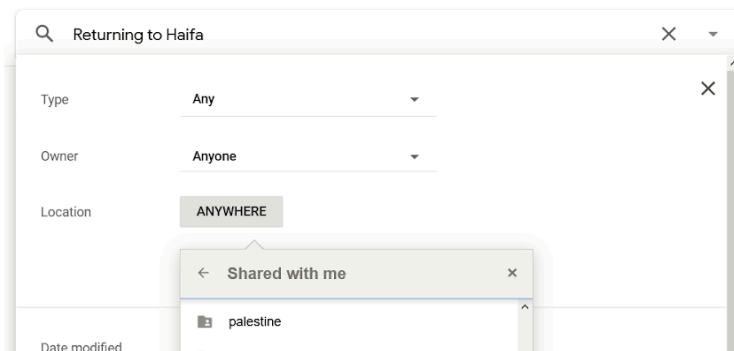 Returning to Haifa
Type Any
Owner Anyone
Location ANYWHERE
Shared with me
palestine
Date modified